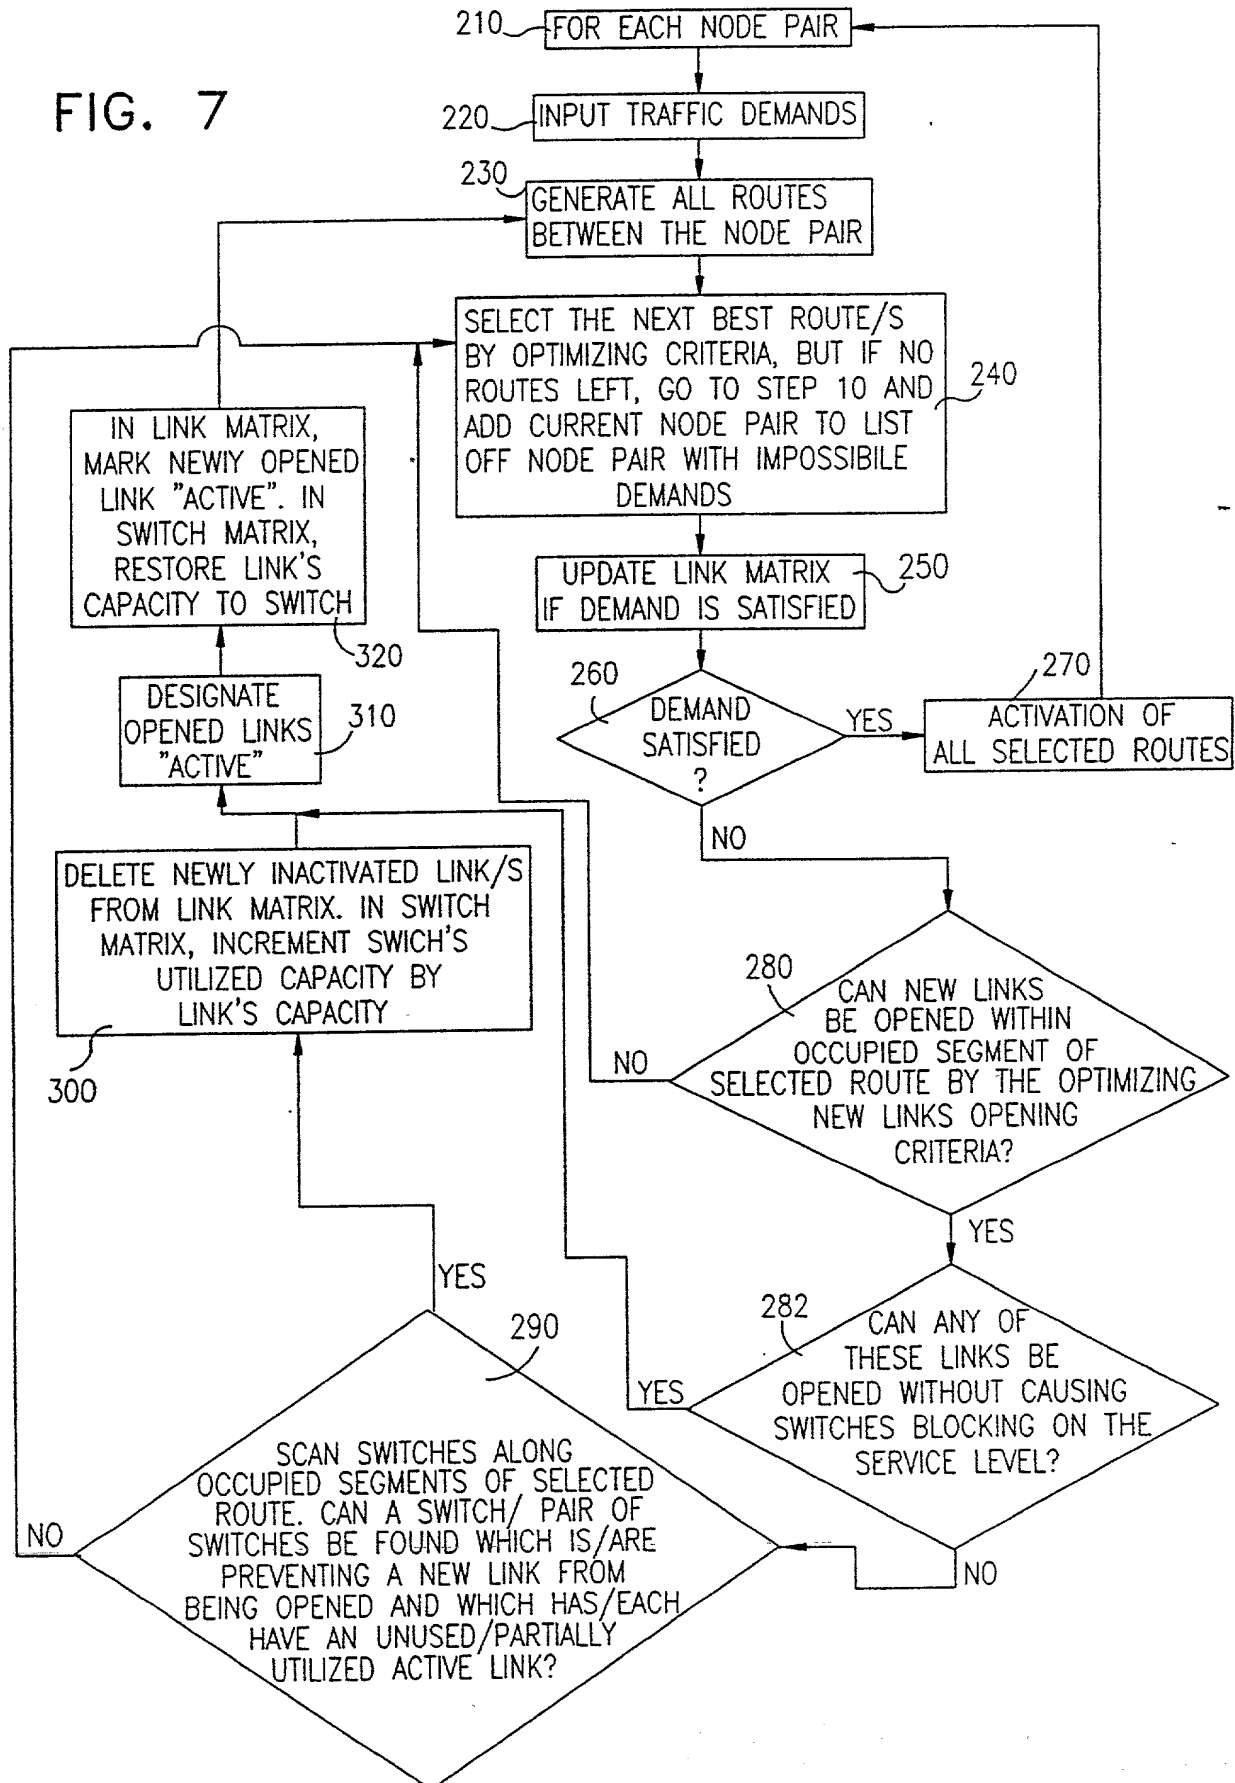 FIG. 7
210
FOR EACH NODE PAIR
220
INPUT TRAFFIC DEMANDS
230
GENERATE ALL ROUTES
BETWEEN THE NODE PAIR
SELECT THE NEXT BEST ROUTE/S
BY OPTIMIZING CRITERIA, BUT IF NO
ROUTES LEFT, GO TO STEP 10 AND
ADD CURRENT NODE PAIR TO LIST
OFF NODE PAIR WITH IMPOSSIBILE
DEMANDS
240
IN LINK MATRIX,
MARK NEWIY OPENED
LINK "ACTIVE". IN
SWITCH MATRIX,
RESTORE LINK'S
CAPACITY TO SWITCH
320
UPDATE LINK MATRIX
IF DEMAND IS SATISFIED
250
260
DEMAND
SATISFIED
?
YES
NO
270
ACTIVATION OF
ALL SELECTED ROUTES
DESIGNATE
OPENED LINKS
"ACTIVE"
310
DELETE NEWLY INACTIVATED LINK/S
FROM LINK MATRIX. IN SWITCH
MATRIX, INCREMENT SWICH'S
UTILIZED CAPACITY BY
LINK'S CAPACITY
300
280
CAN NEW LINKS
BE OPENED WITHIN
OCCUPIED SEGMENT OF
SELECTED ROUTE BY THE OPTIMIZING
NEW LINKS OPENING
CRITERIA?
NO
YES
282
CAN ANY OF
THESE LINKS BE
OPENED WITHOUT CAUSING
SWITCHES BLOCKING ON THE
SERVICE LEVEL?
YES
NO
290
SCAN SWITCHES ALONG
OCCUPIED SEGMENTS OF SELECTED
ROUTE. CAN A SWITCH/ PAIR OF
SWITCHES BE FOUND WHICH IS/ARE
PREVENTING A NEW LINK FROM
BEING OPENED AND WHICH HAS/EACH
HAVE AN UNUSED/PARTIALLY
UTILIZED ACTIVE LINK?
YES
NO